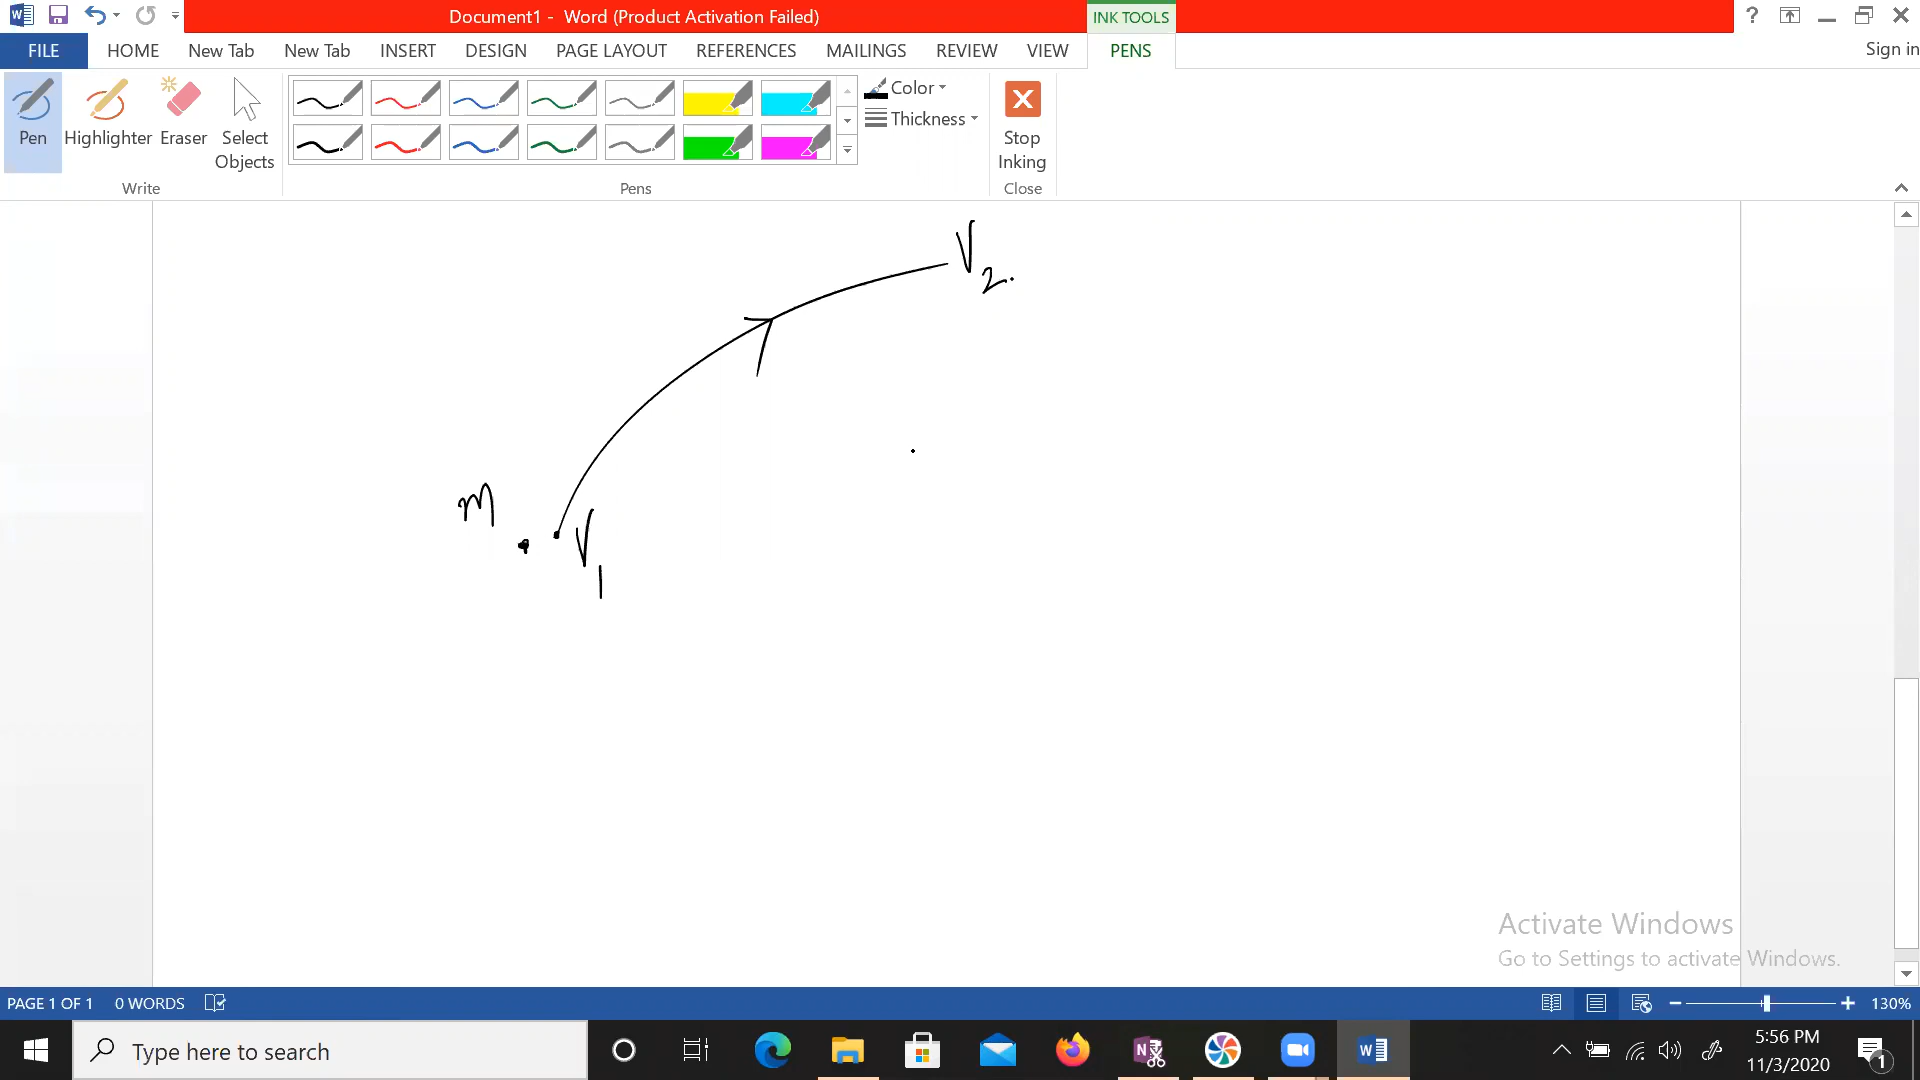 Document1 - Word (Product Activation Failed)
INK TOOLS
?
FILE
HOME
New Tab
New Tab
INSERT
DESIGN
PAGE LAYOUT
REFERENCES
MAILINGS
REVIEW
VIEW
PENS
Sign in
Pen
Highlighter
Eraser
Select Objects
Color
Thickness
Stop Inking
Write
Pens
Close
V2.
m
V1
Activate Windows
Go to Settings to activate Windows.
PAGE 1 OF 1
0 WORDS
130%
Type here to search
5:56 PM
11/3/2020
1